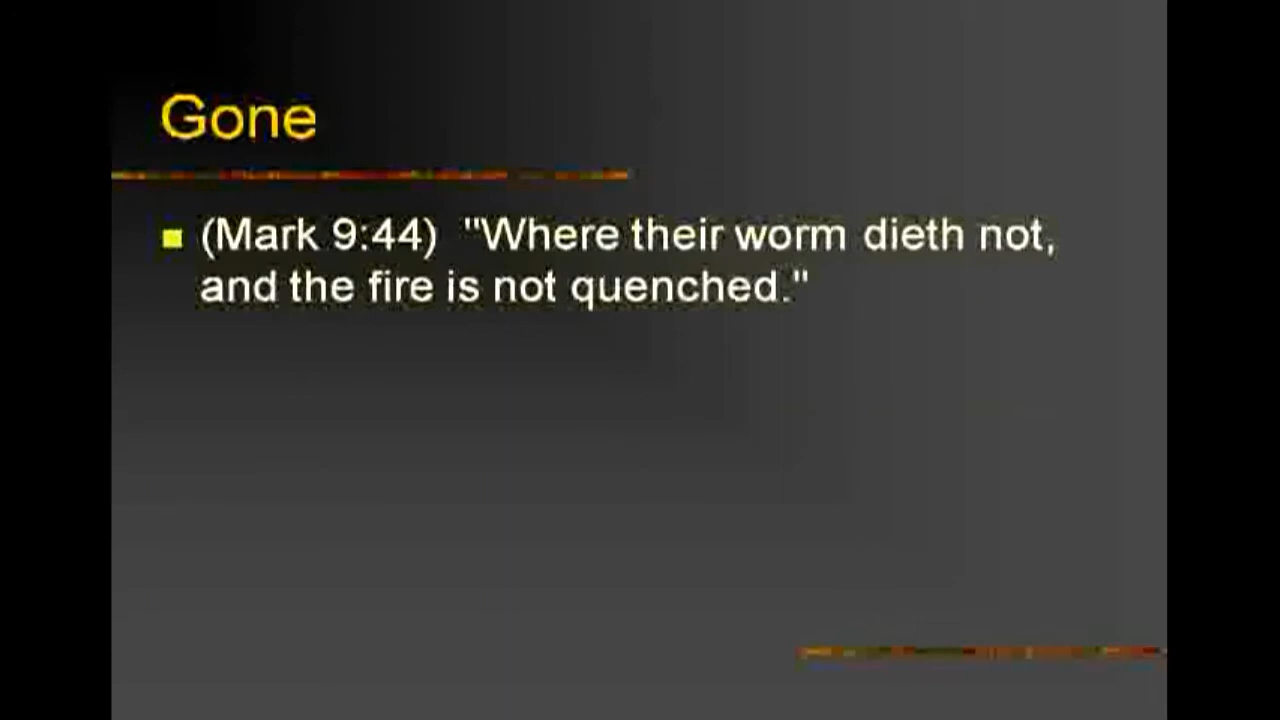 Gone
(Mark 9:44)  "Where their worm dieth not,
and the fire is not quenched."